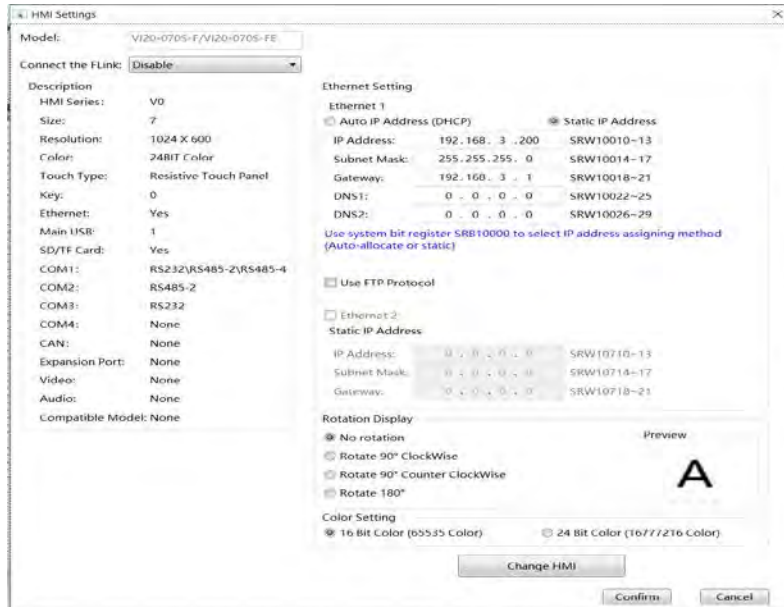 HMI Settings
Model: VI20-070S-F/VI20-070S-FE
Connect the FLink: Disable
Description
HMI Series: V0
Size: 7
Resolution: 1024 X 600
Color: 24BIT Color
Touch Type: Resistive Touch Panel
Key: 0
Ethernet: Yes
Main USB: 1
SD/TF Card: Yes
COM1: RS232\RS485-2\RS485-4
COM2: RS485-2
COM3: RS232
COM4: None
CAN: None
Expansion Port: None
Video: None
Audio: None
Compatible Model: None
Ethernet Setting
Ethernet 1
Auto IP Address (DHCP) Static IP Address
IP Address: 192.168. 3 .200 SRW10010~13
Subnet Mask: 255.255.255. 0 SRW10014~17
Gateway: 192.168. 3 . 1 SRW10018~21
DNS1: 0 . 0 . 0 . 0 SRW10022~25
DNS2: 0 . 0 . 0 . 0 SRW10026~29
Use system bit register SRB10000 to select IP address assigning method
(Auto-allocate or static)
Use FTP Protocol
Ethernet 2
Static IP Address
IP Address: 0 . 0 . 0 . 0 SRW10710~13
Subnet Mask: 0 . 0 . 0 . 0 SRW10714~17
Gateway: 0 . 0 . 0 . 0 SRW10718~21
Rotation Display
No rotation
Rotate 90° ClockWise
Rotate 90° Counter ClockWise
Rotate 180°
Preview
A
Color Setting
16 Bit Color (65535 Color) 24 Bit Color (16777216 Color)
Change HMI
Confirm Cancel